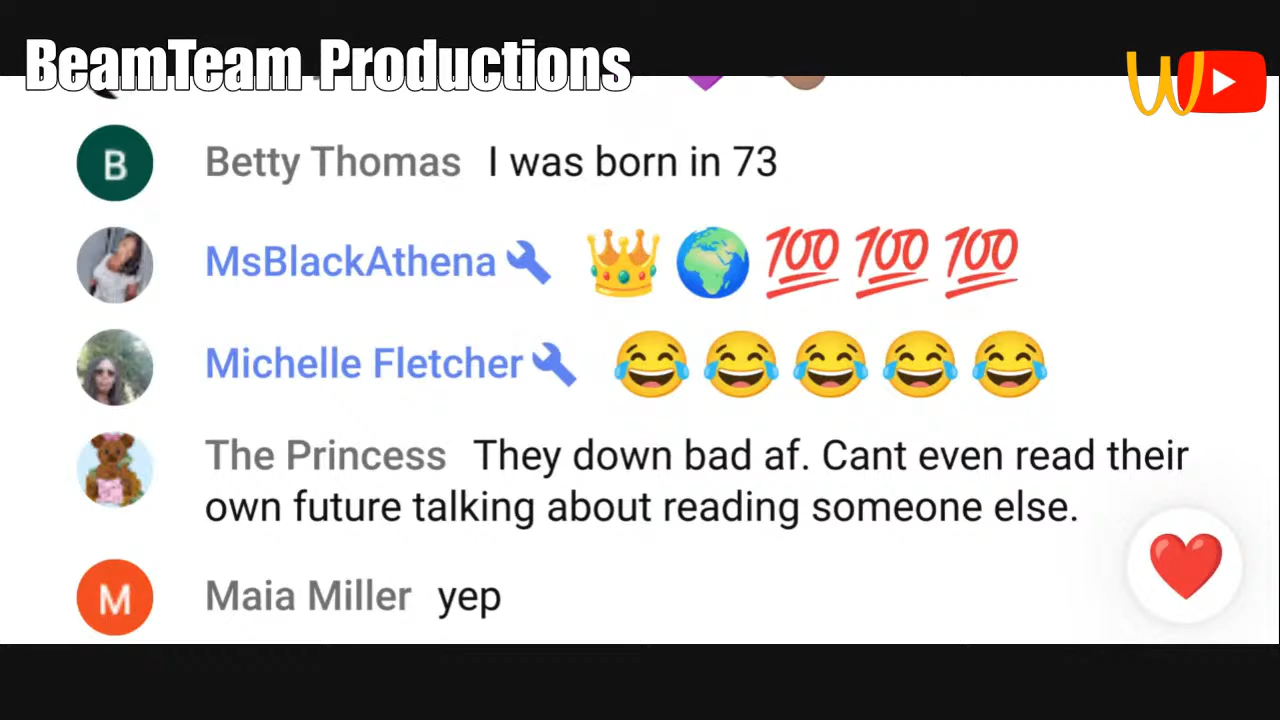 BeamTeam Productions
Betty Thomas I was born in 73
MsBlackAthena 👑 🌍 💯 💯 💯
Michelle Fletcher 😂 😂 😂 😂 😂
The Princess They down bad af. Cant even read their
own future talking about reading someone else.
Maia Miller yep
B
M